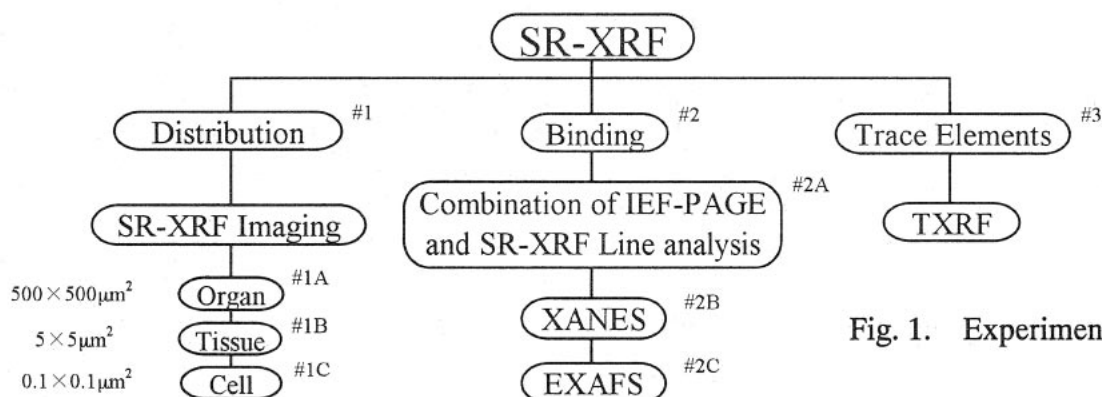 SR-XRF
Distribution #1
Binding #2
Trace Elements #3
SR-XRF Imaging
Combination of IEF-PAGE
and SR-XRF Line analysis
#2A
TXRF
500×500μm²
Organ #1A
5×5μm²
Tissue #1B
0.1×0.1μm²
Cell #1C
XANES #2B
EXAFS #2C
Fig. 1. Experimen